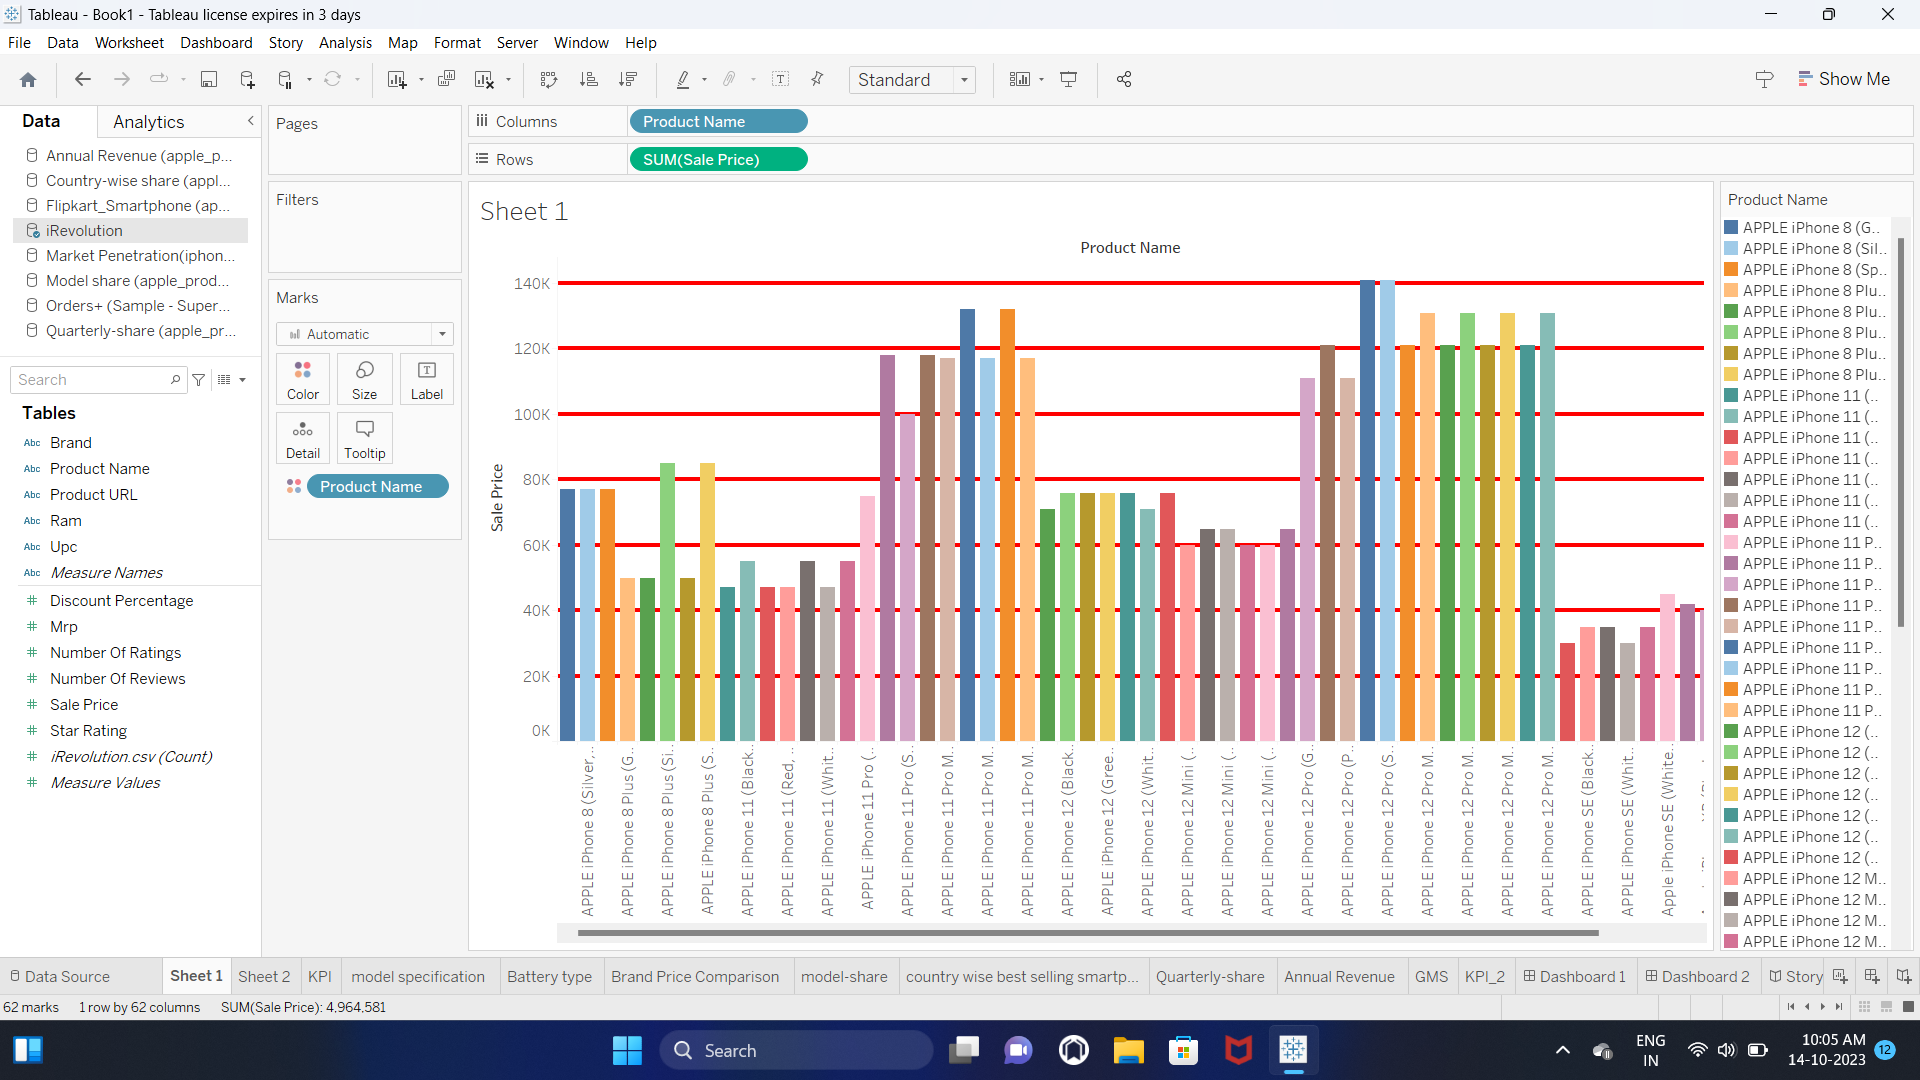 Tableau - Book1 - Tableau license expires in 3 days
File Data Worksheet Dashboard Story Analysis Map Format Server Window Help
Standard
Show Me
Data
Analytics
Annual Revenue (apple_p...
Country-wise share (appl...
Flipkart_Smartphone (ap...
iRevolution
Market Penetration(iphon...
Model share (apple_prod...
Orders+ (Sample - Super...
Quarterly-share (apple_pr...
Search
Tables
Abc Brand
Abc Product Name
Abc Product URL
Abc Ram
Abc Upc
Abc Measure Names
# Discount Percentage
# Mrp
# Number Of Ratings
# Number Of Reviews
# Sale Price
# Star Rating
# iRevolution.csv (Count)
# Measure Values
Pages
Filters
Marks
Automatic
Color
Size
Label
Detail
Tooltip
Product Name
Columns
Product Name
Rows
SUM(Sale Price)
Sheet 1
Product Name
Sale Price
140K
120K
100K
80K
60K
40K
20K
0K
APPLE iPhone 8 (Silver,..
APPLE iPhone 8 Plus (G..
APPLE iPhone 8 Plus (Si..
APPLE iPhone 8 Plus (S..
APPLE iPhone 11 (Black..
APPLE iPhone 11 (Red, ..
APPLE iPhone 11 (Whit..
APPLE iPhone 11 Pro (..
APPLE iPhone 11 Pro (S..
APPLE iPhone 11 Pro M..
APPLE iPhone 11 Pro M..
APPLE iPhone 11 Pro M..
APPLE iPhone 12 (Black..
APPLE iPhone 12 (Gree..
APPLE iPhone 12 (Whit..
APPLE iPhone 12 Mini (..
APPLE iPhone 12 Mini (..
APPLE iPhone 12 Mini (..
APPLE iPhone 12 Pro (G..
APPLE iPhone 12 Pro (P..
APPLE iPhone 12 Pro (S..
APPLE iPhone 12 Pro M..
APPLE iPhone 12 Pro M..
APPLE iPhone 12 Pro M..
APPLE iPhone 12 Pro M..
APPLE iPhone SE (Black..
APPLE iPhone SE (Whit..
Apple iPhone SE (White..
Product Name
APPLE iPhone 8 (G..
APPLE iPhone 8 (Sil..
APPLE iPhone 8 (Sp..
APPLE iPhone 8 Plu..
APPLE iPhone 8 Plu..
APPLE iPhone 8 Plu..
APPLE iPhone 8 Plu..
APPLE iPhone 8 Plu..
APPLE iPhone 11 (..
APPLE iPhone 11 (..
APPLE iPhone 11 (..
APPLE iPhone 11 (..
APPLE iPhone 11 (..
APPLE iPhone 11 (..
APPLE iPhone 11 (..
APPLE iPhone 11 P..
APPLE iPhone 11 P..
APPLE iPhone 11 P..
APPLE iPhone 11 P..
APPLE iPhone 11 P..
APPLE iPhone 11 P..
APPLE iPhone 11 P..
APPLE iPhone 11 P..
APPLE iPhone 11 P..
APPLE iPhone 12 (..
APPLE iPhone 12 (..
APPLE iPhone 12 (..
APPLE iPhone 12 (..
APPLE iPhone 12 (..
APPLE iPhone 12 (..
APPLE iPhone 12 (..
APPLE iPhone 12 M..
APPLE iPhone 12 M..
APPLE iPhone 12 M..
APPLE iPhone 12 M..
Data Source
Sheet 1
Sheet 2
KPI
model specification
Battery type
Brand Price Comparison
model-share
country wise best selling smartp...
Quarterly-share
Annual Revenue
GMS
KPI_2
Dashboard 1
Dashboard 2
Story
62 marks 1 row by 62 columns SUM(Sale Price): 4,964,581
Search
ENG
IN
10:05 AM
14-10-2023
12